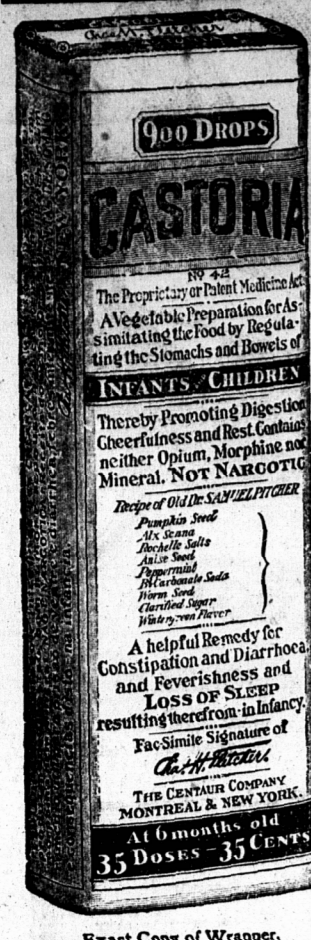 Chas. H. Fletcher
900 DROPS
CASTORIA
No 42
The Proprietary or Patent Medicine Act.
A Vegetable Preparation for As-
similating the Food by Regula-
ting the Stomachs and Bowels of
INFANTS CHILDREN
Thereby Promoting Digestion
Cheerfulness and Rest. Contains
neither Opium, Morphine nor
Mineral. NOT NARCOTIC
Recipe of Old Dr. SAMUEL PITCHER
Pumpkin Seed
Alx Senna
Rochelle Salts
Anise Seed
Peppermint
Bi Carbonate Soda
Worm Seed
Clarified Sugar
Wintergreen Flavor
A helpful Remedy for
Constipation and Diarrhoea.
and Feverishness and
LOSS OF SLEEP
resulting therefrom-in Infancy.
Fac-Simile Signature of
Chas. H. Fletcher.
THE CENTAUR COMPANY
MONTREAL & NEW YORK.
At 6 months old
35 DOSES - 35 CENTS
Exact Copy of Wrapper.